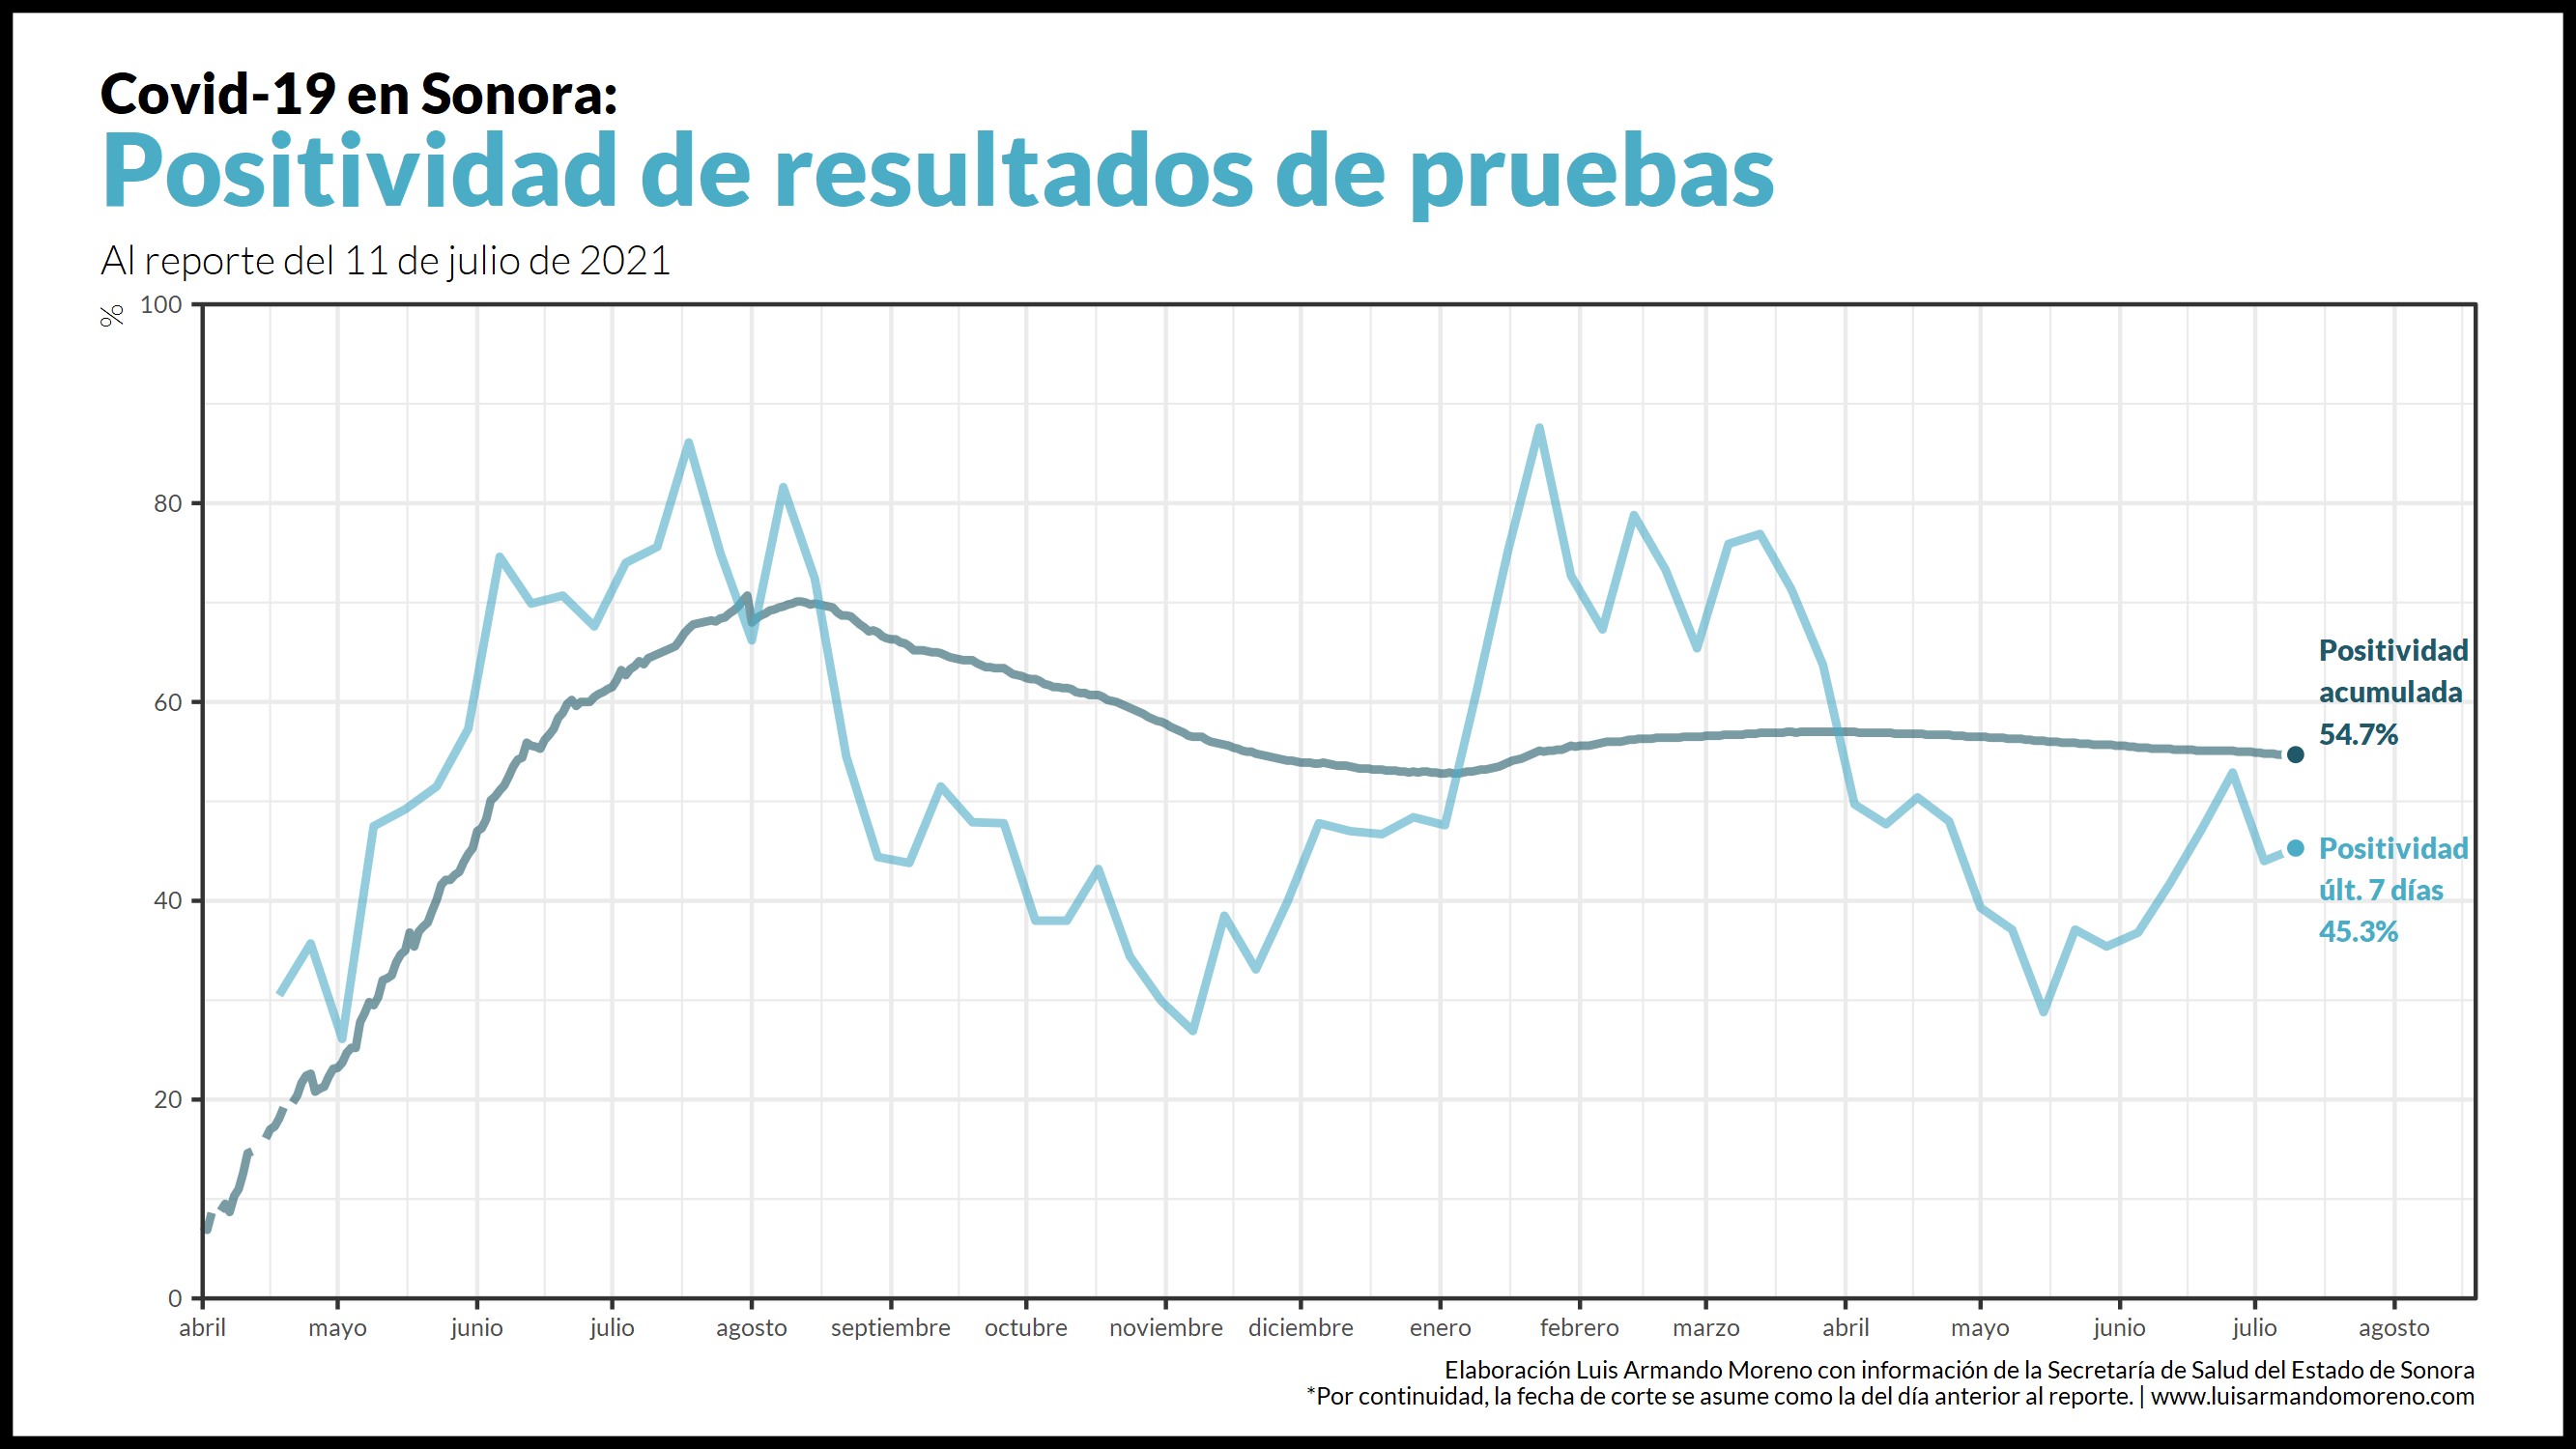 Covid-19 en Sonora:
Positividad de resultados de pruebas
Al reporte del 11 de julio de 2021
%
100
80
60
40
20
0
Positividad
acumulada
54.7%
Positividad
últ. 7 días
45.3%
abril mayo junio julio agosto septiembre octubre noviembre diciembre enero febrero marzo abril mayo junio julio agosto
Elaboración Luis Armando Moreno con información de la Secretaría de Salud del Estado de Sonora
*Por continuidad, la fecha de corte se asume como la del día anterior al reporte. | www.luisarmandomoreno.com